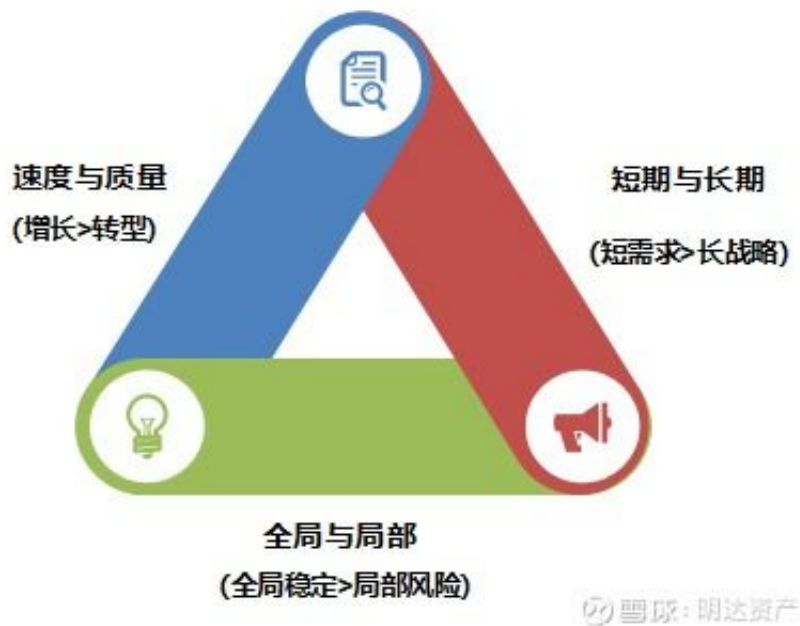 速度与质量
(增长>转型)
短期与长期
(短需求>长战略)
全局与局部
(全局稳定>局部风险)
雪球：明达资产